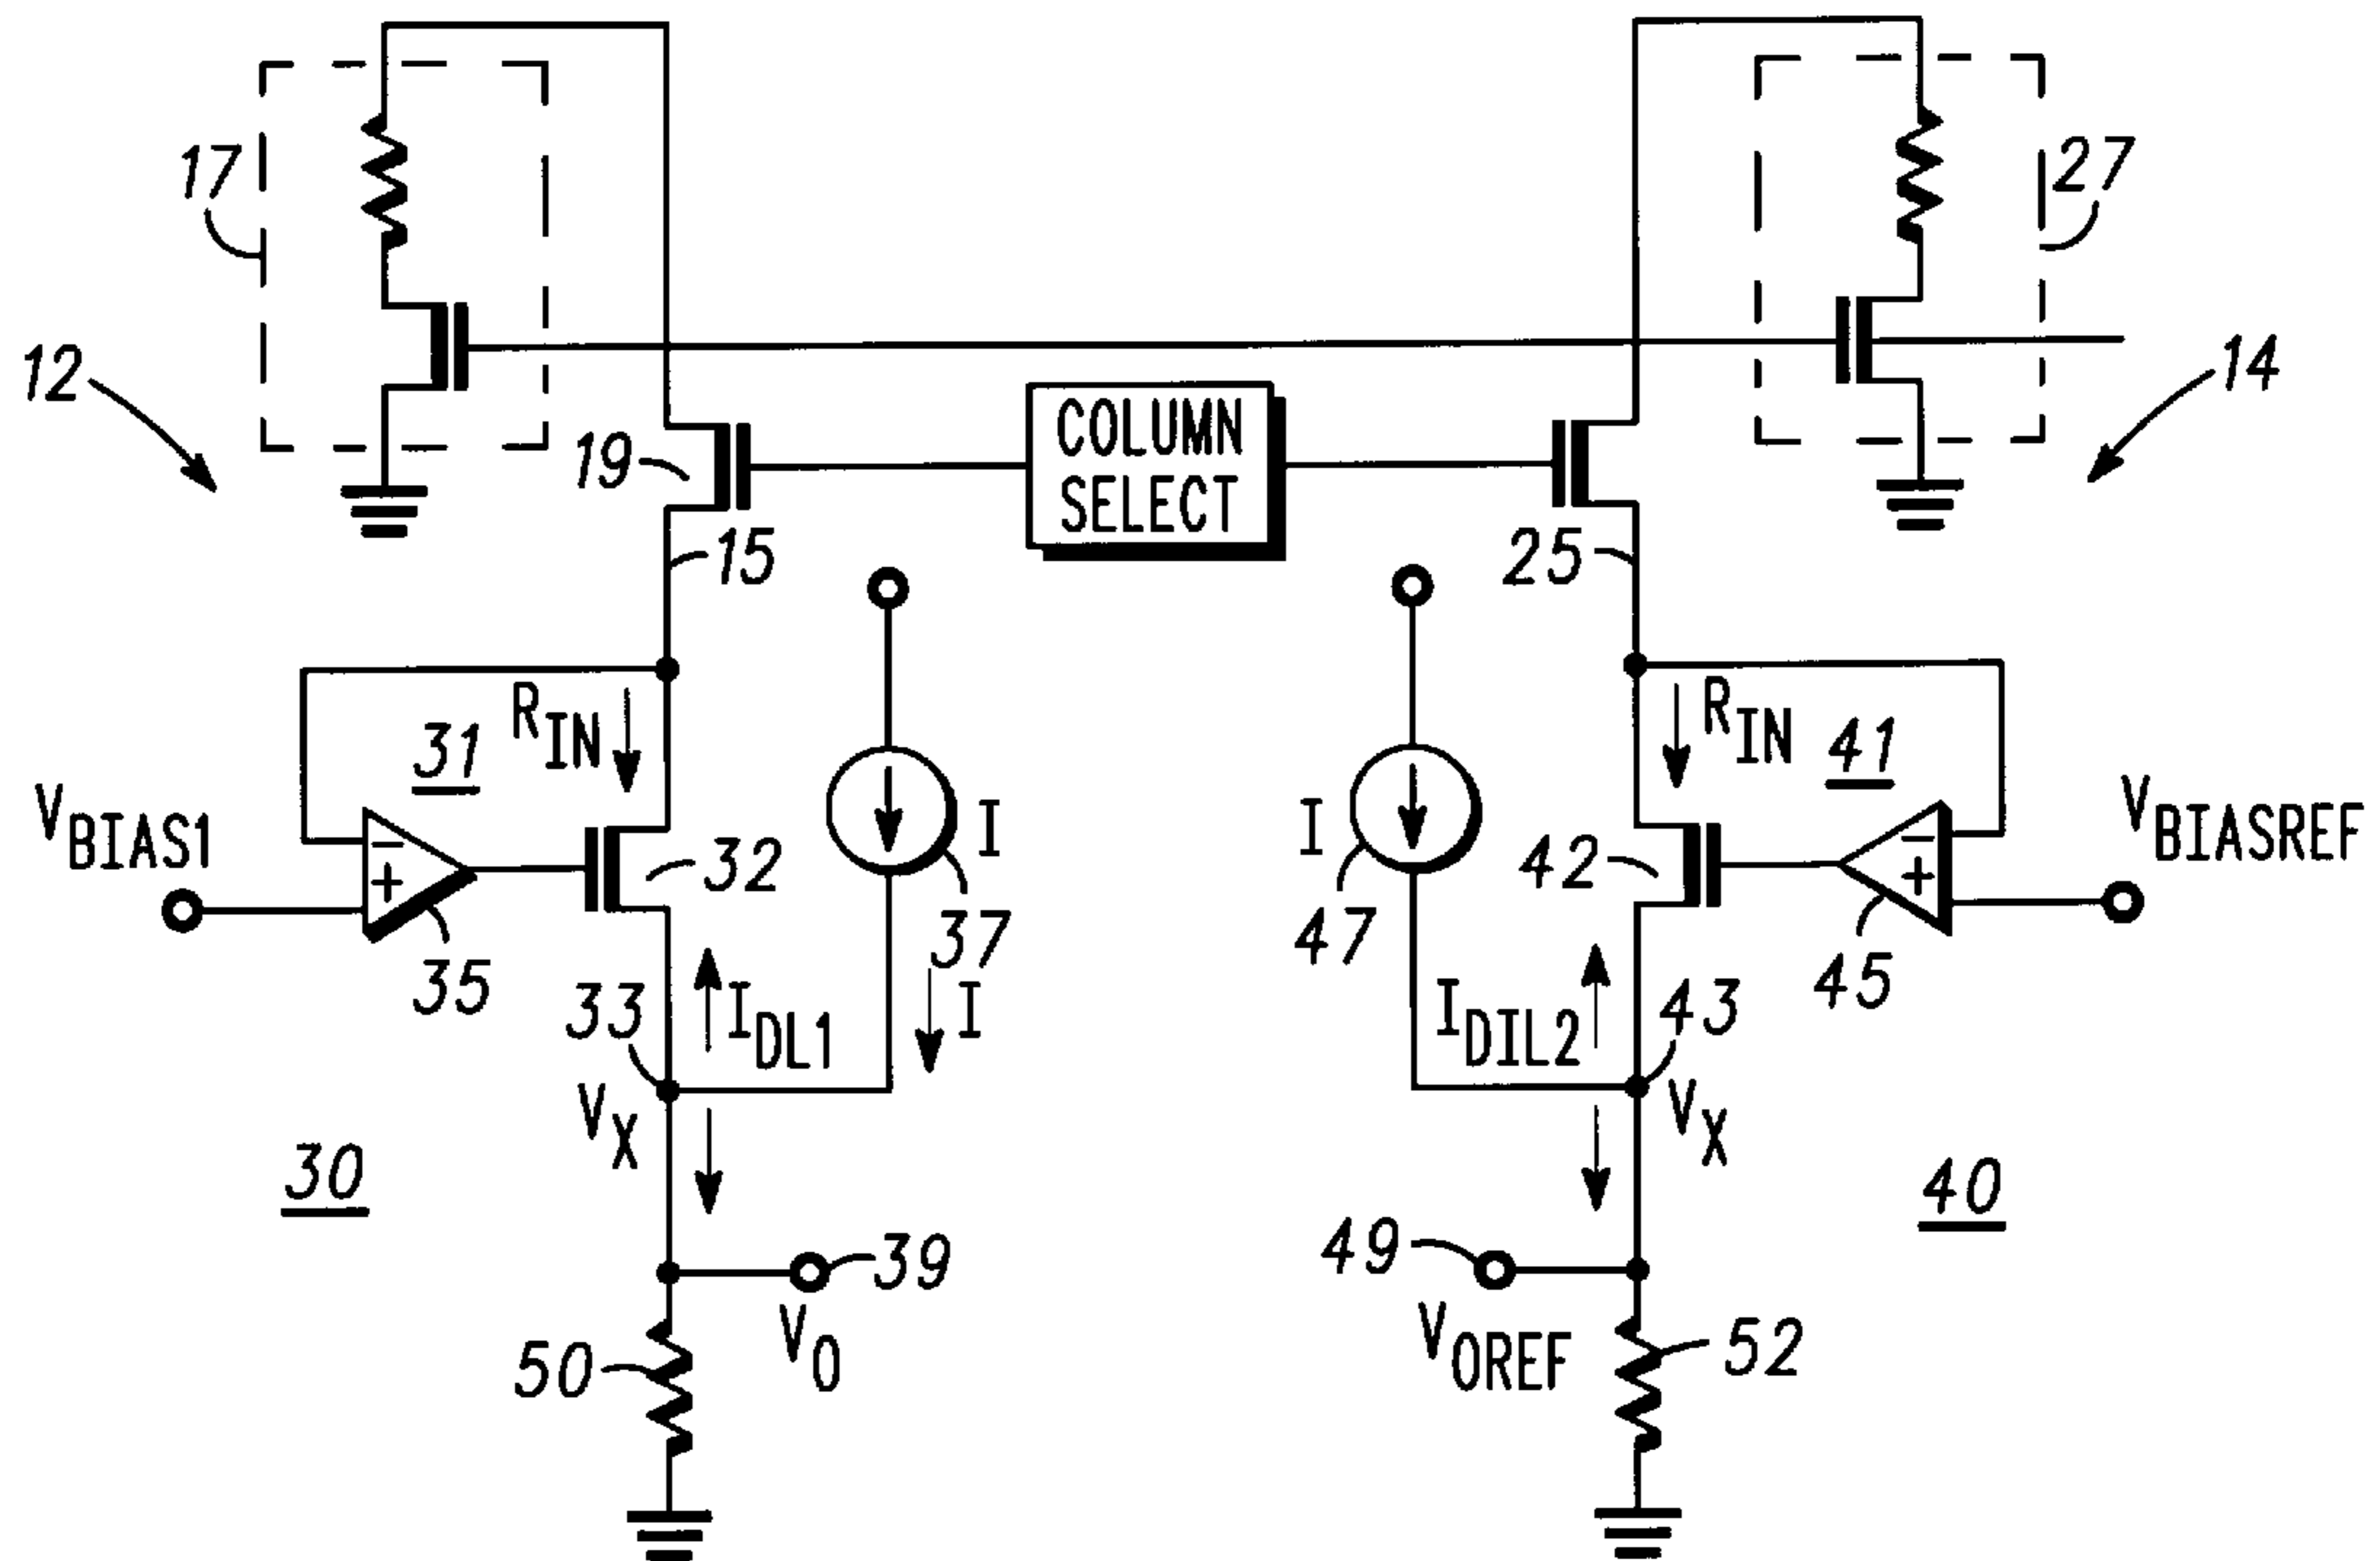 17
27
12
14
COLUMN
SELECT
19
15
25
R_IN
31
R_IN
41
V_BIAS1
V_BIASREF
−
+
32
I
I
42
−
+
35
37
47
45
33
I_DL1
I
I_DIL2
43
V_X
V_X
30
40
39
49
V_O
V_OREF
50
52